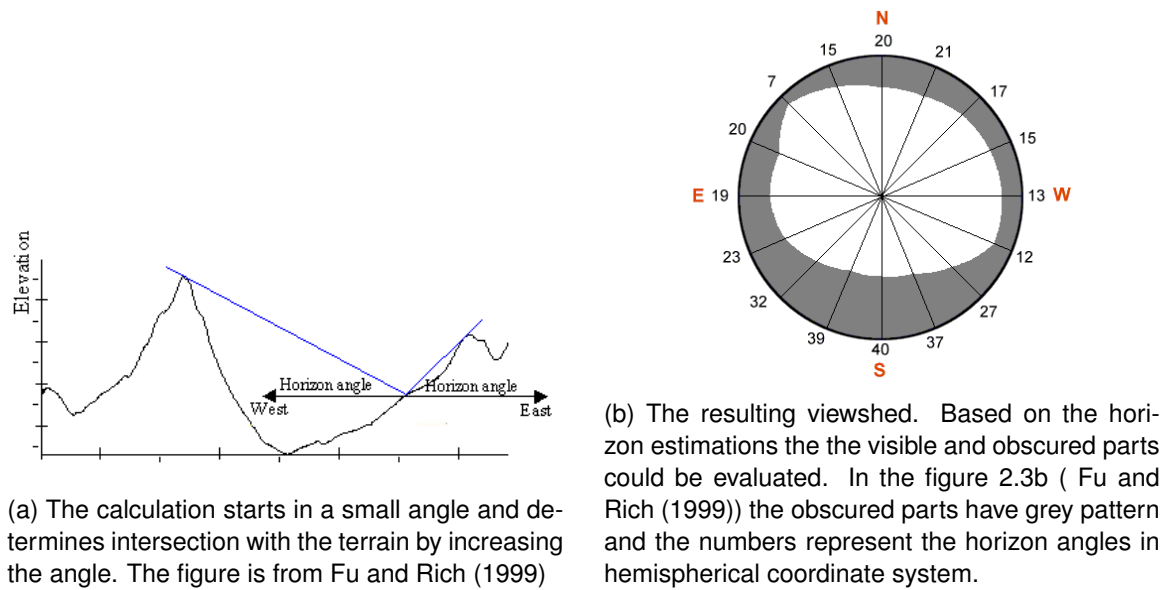 Elevation
Horizon angle
Horizon angle
West
East
(a) The calculation starts in a small angle and de-
termines intersection with the terrain by increasing
the angle. The figure is from Fu and Rich (1999)
N
20
15
21
7
17
20
15
E 19
13 W
23
12
32
27
39
37
40
S
(b) The resulting viewshed. Based on the hori-
zon estimations the the visible and obscured parts
could be evaluated. In the figure 2.3b ( Fu and
Rich (1999)) the obscured parts have grey pattern
and the numbers represent the horizon angles in
hemispherical coordinate system.